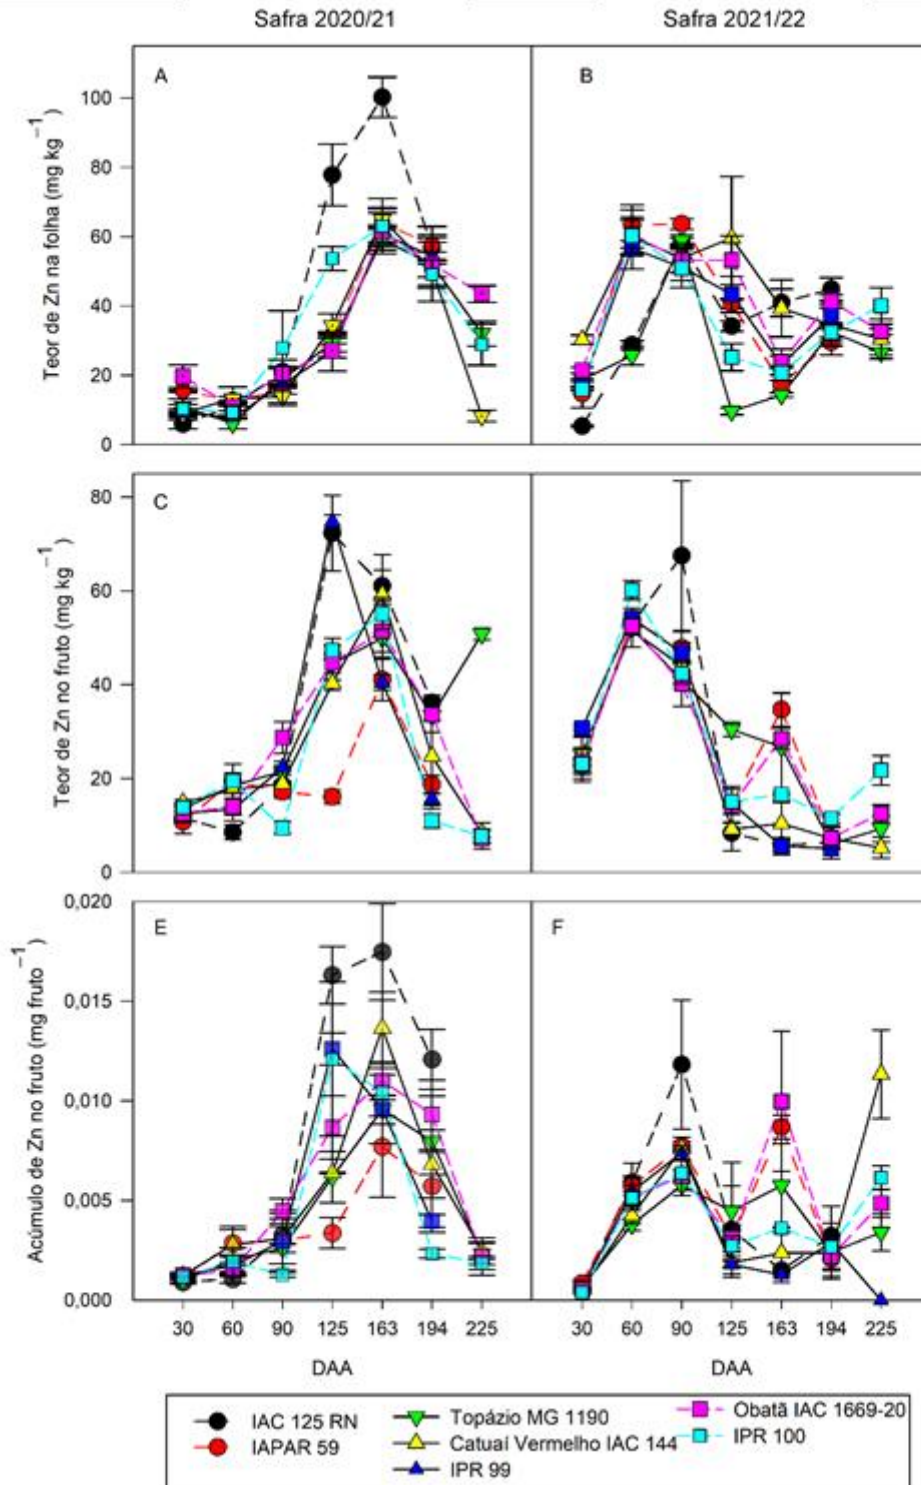 Safra 2020/21
Safra 2021/22
A
B
Teor de Zn na folha (mg kg⁻¹)
100
80
60
40
20
0
C
Teor de Zn no fruto (mg kg⁻¹)
80
60
40
20
0
E
F
Acúmulo de Zn no fruto (mg fruto⁻¹)
0,020
0,015
0,010
0,005
0,000
30 60 90 125 163 194 225
30 60 90 125 163 194 225
DAA
DAA
IAC 125 RN
IAPAR 59
Topázio MG 1190
Catuaí Vermelho IAC 144
IPR 99
Obatã IAC 1669-20
IPR 100